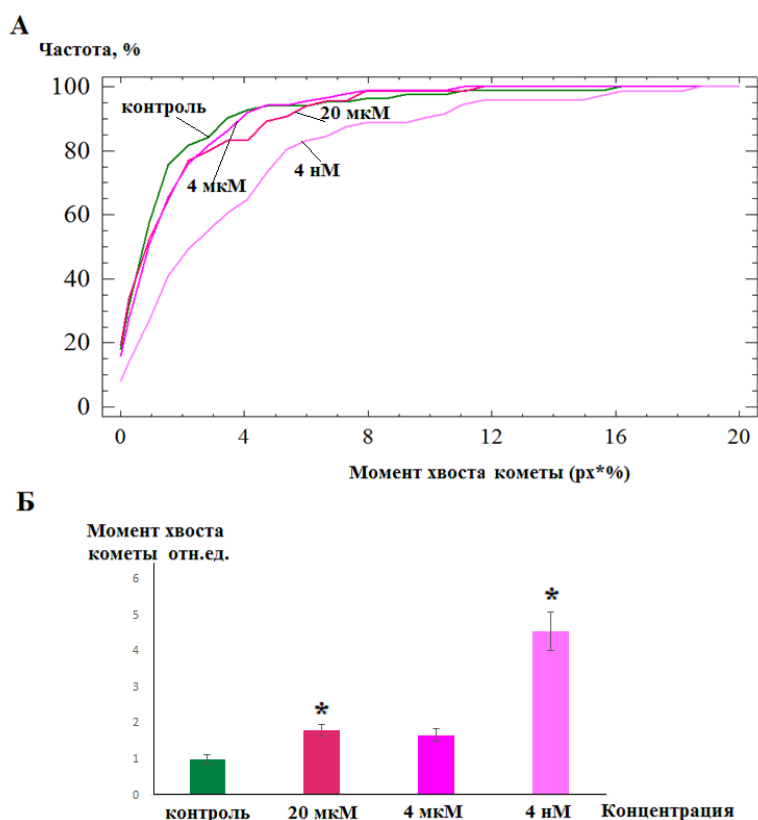 А
Частота, %
100
контроль
20 мкМ
80
4 мкМ
4 нМ
60
40
20
0
0 4 8 12 16 20
Момент хвоста кометы (px*%)
Б
Момент хвоста
кометы отн.ед.
6
5
*
4
3
2
*
1
0
контроль 20 мкМ 4 мкМ 4 нМ Концентрация